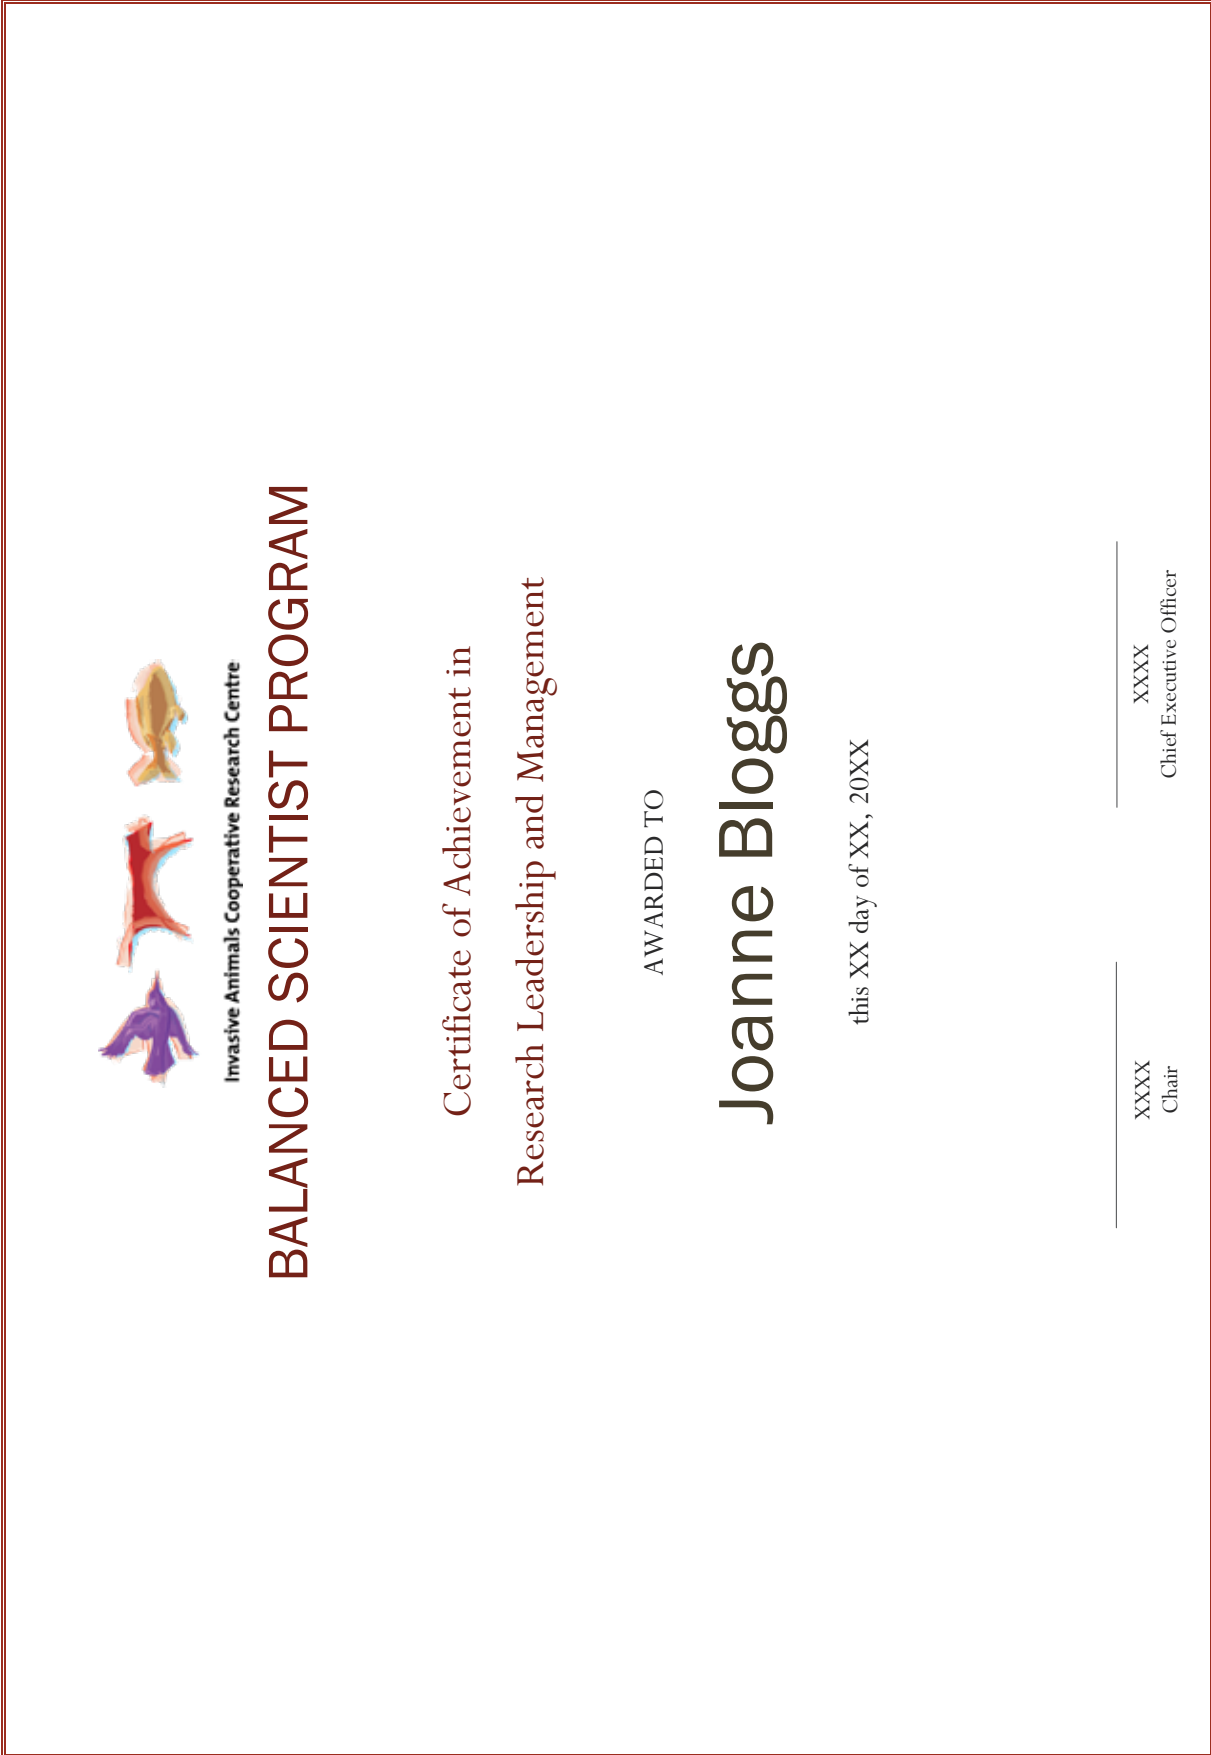 Invasive Animals Cooperative Research Centre
BALANCED SCIENTIST PROGRAM
Certificate of Achievement in
Research Leadership and Management
AWARDED TO
Joanne Bloggs
this XX day of XX, 20XX
XXXX
Chair
XXXX
Chief Executive Officer